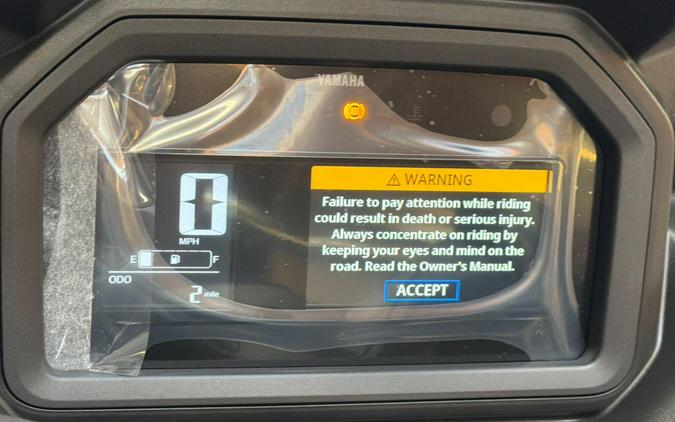 YAMAHA
⚠ WARNING
Failure to pay attention while riding
could result in death or serious injury.
Always concentrate on riding by
keeping your eyes and mind on the
road. Read the Owner's Manual.
ACCEPT
0
MPH
E F
ODO
2 mile